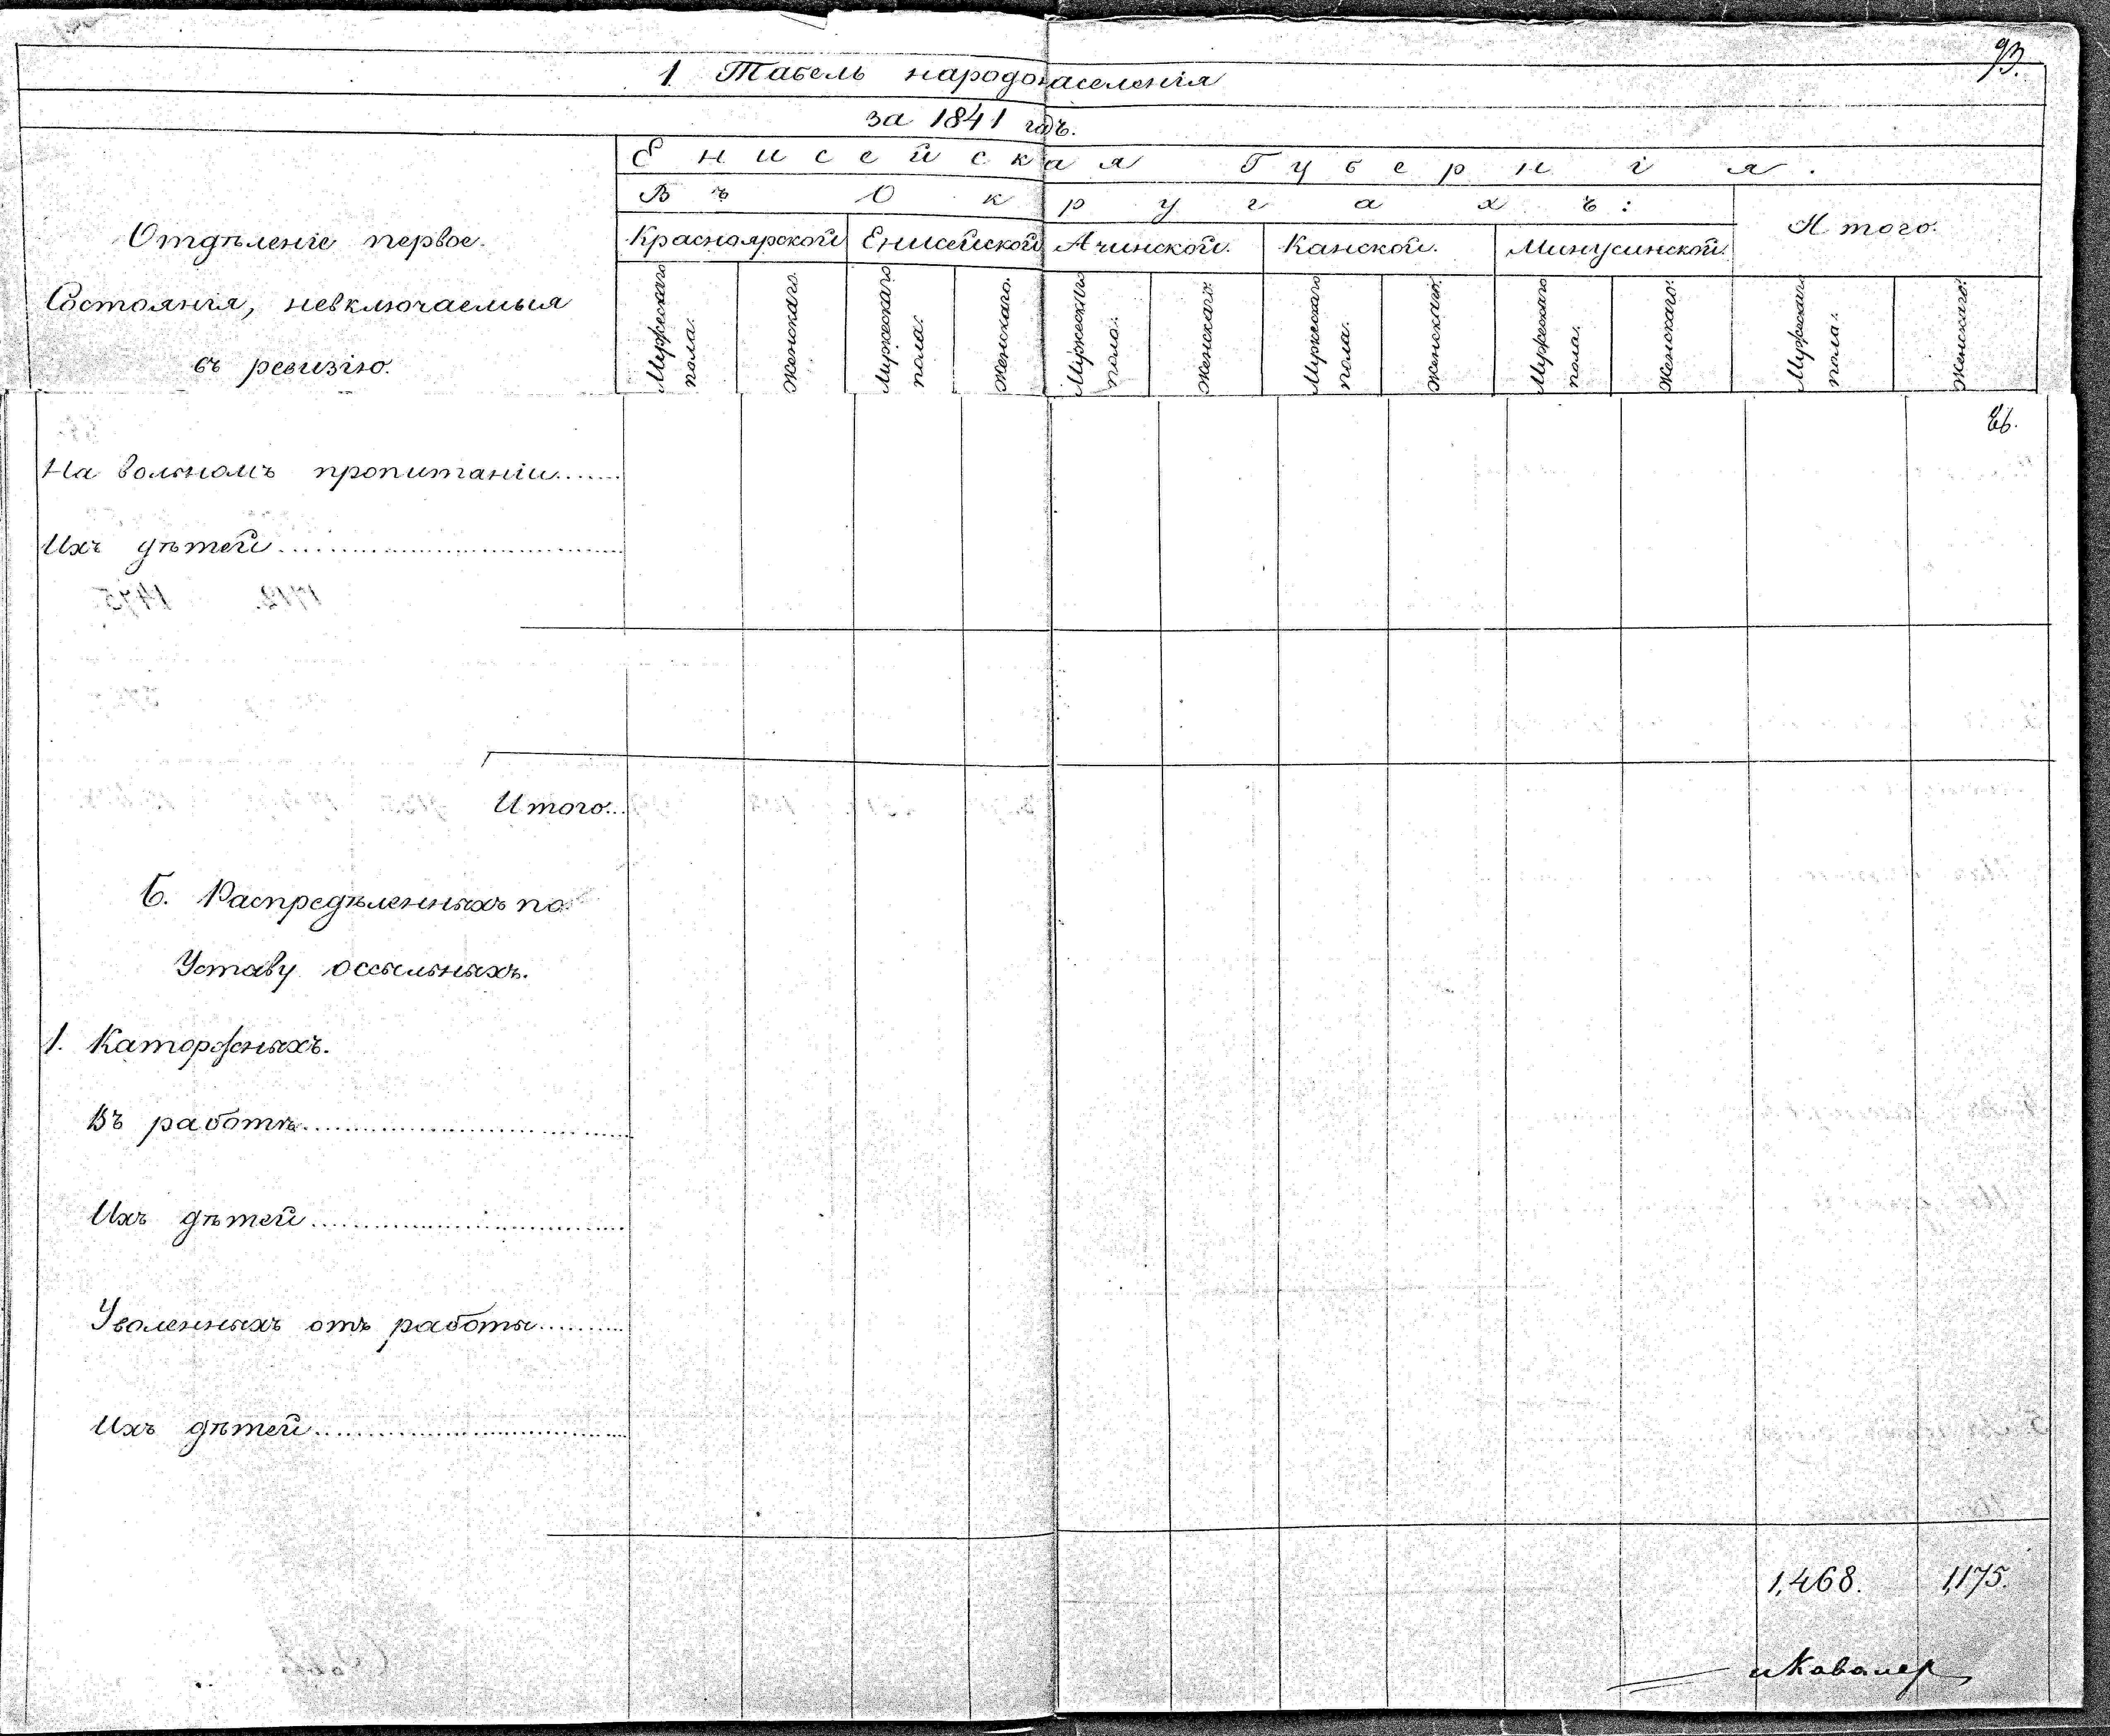 93.
1 Табель народонаселенія
за 1841 годъ.
Енисейская Губернія.
Въ Округахъ:
Итого.
Отдѣленіе первое.
Состоянія, невключаемыя
въ ревизію.
Красноярской Енисейской Ачинской. Канской. Минусинской.
Мужескаго пола. Женскаго. Мужескаго пола. Женскаго. Мужескаго пола. Женскаго. Мужескаго пола. Женскаго. Мужескаго пола. Женскаго. Мужескаго пола. Женскаго.
На вольномъ пропитаніи.......
Ихъ дѣтей..............................
Итого...
Б. Распредѣленныхъ по
Уставу о ссыльныхъ.
1. Каторжныхъ.
Въ работѣ..............................
Ихъ дѣтей..............................
Уволенныхъ отъ работы..........
Ихъ дѣтей..............................
1,468. 1,175.
и Кавалер